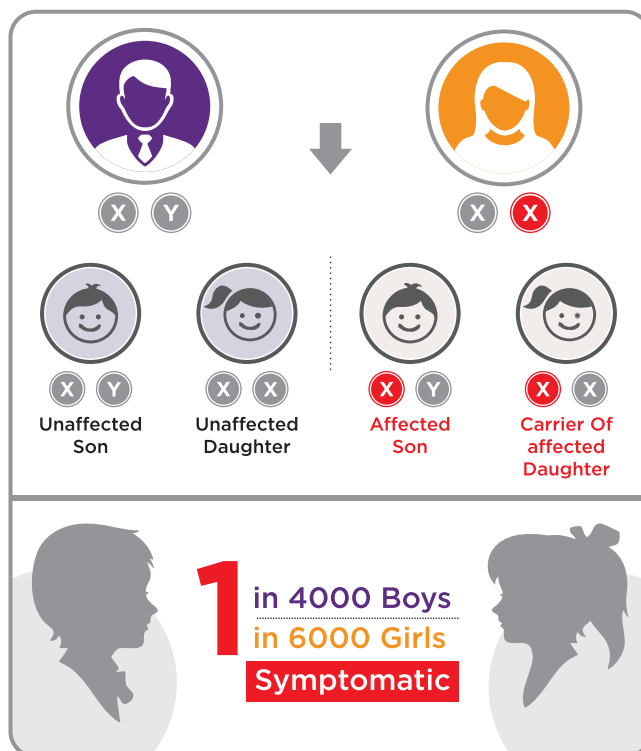 X Y
X X
X Y
X X
X Y
X X
Unaffected
Son
Unaffected
Daughter
Affected
Son
Carrier Of
affected
Daughter
1
in 4000 Boys
in 6000 Girls
Symptomatic